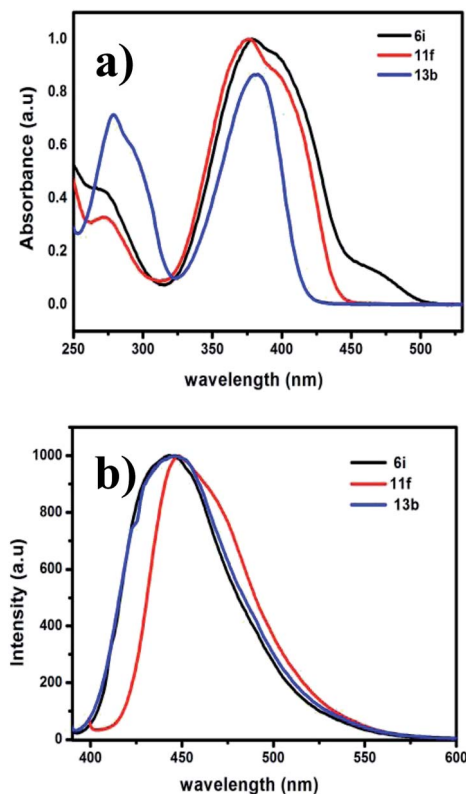 a)
6i
11f
13b
Absorbance (a.u)
1.0
0.8
0.6
0.4
0.2
0.0
250 300 350 400 450 500
wavelength (nm)
b)
6i
11f
13b
Intensity (a.u)
1000
800
600
400
200
0
400 450 500 550 600
wavelength (nm)